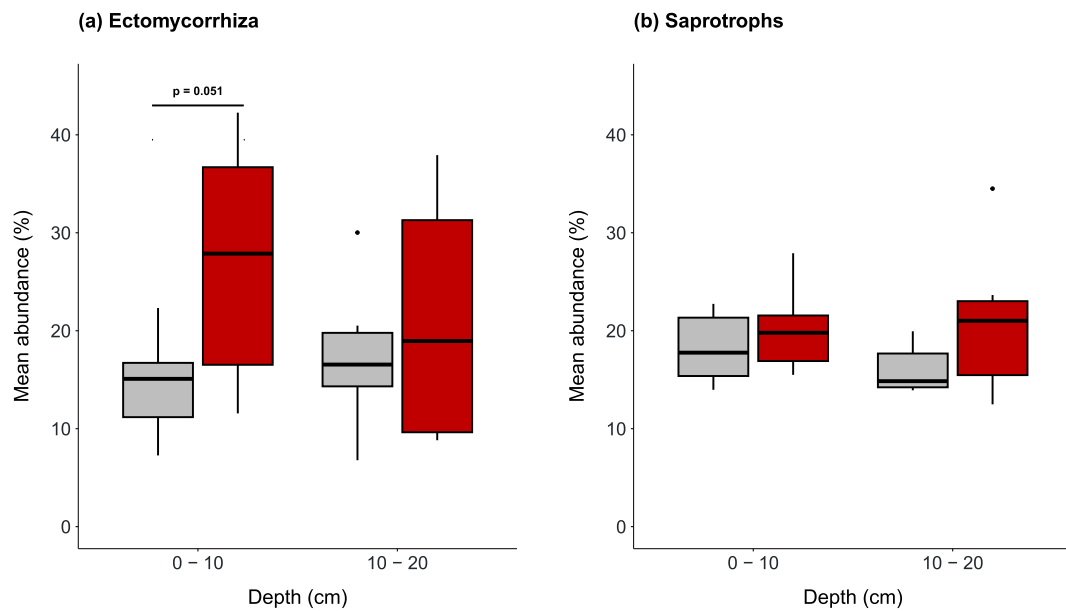 (a) Ectomycorrhiza
p = 0.051
Mean abundance (%)
40
30
20
10
0
0 − 10
10 − 20
Depth (cm)
(b) Saprotrophs
Mean abundance (%)
40
30
20
10
0
0 − 10
10 − 20
Depth (cm)